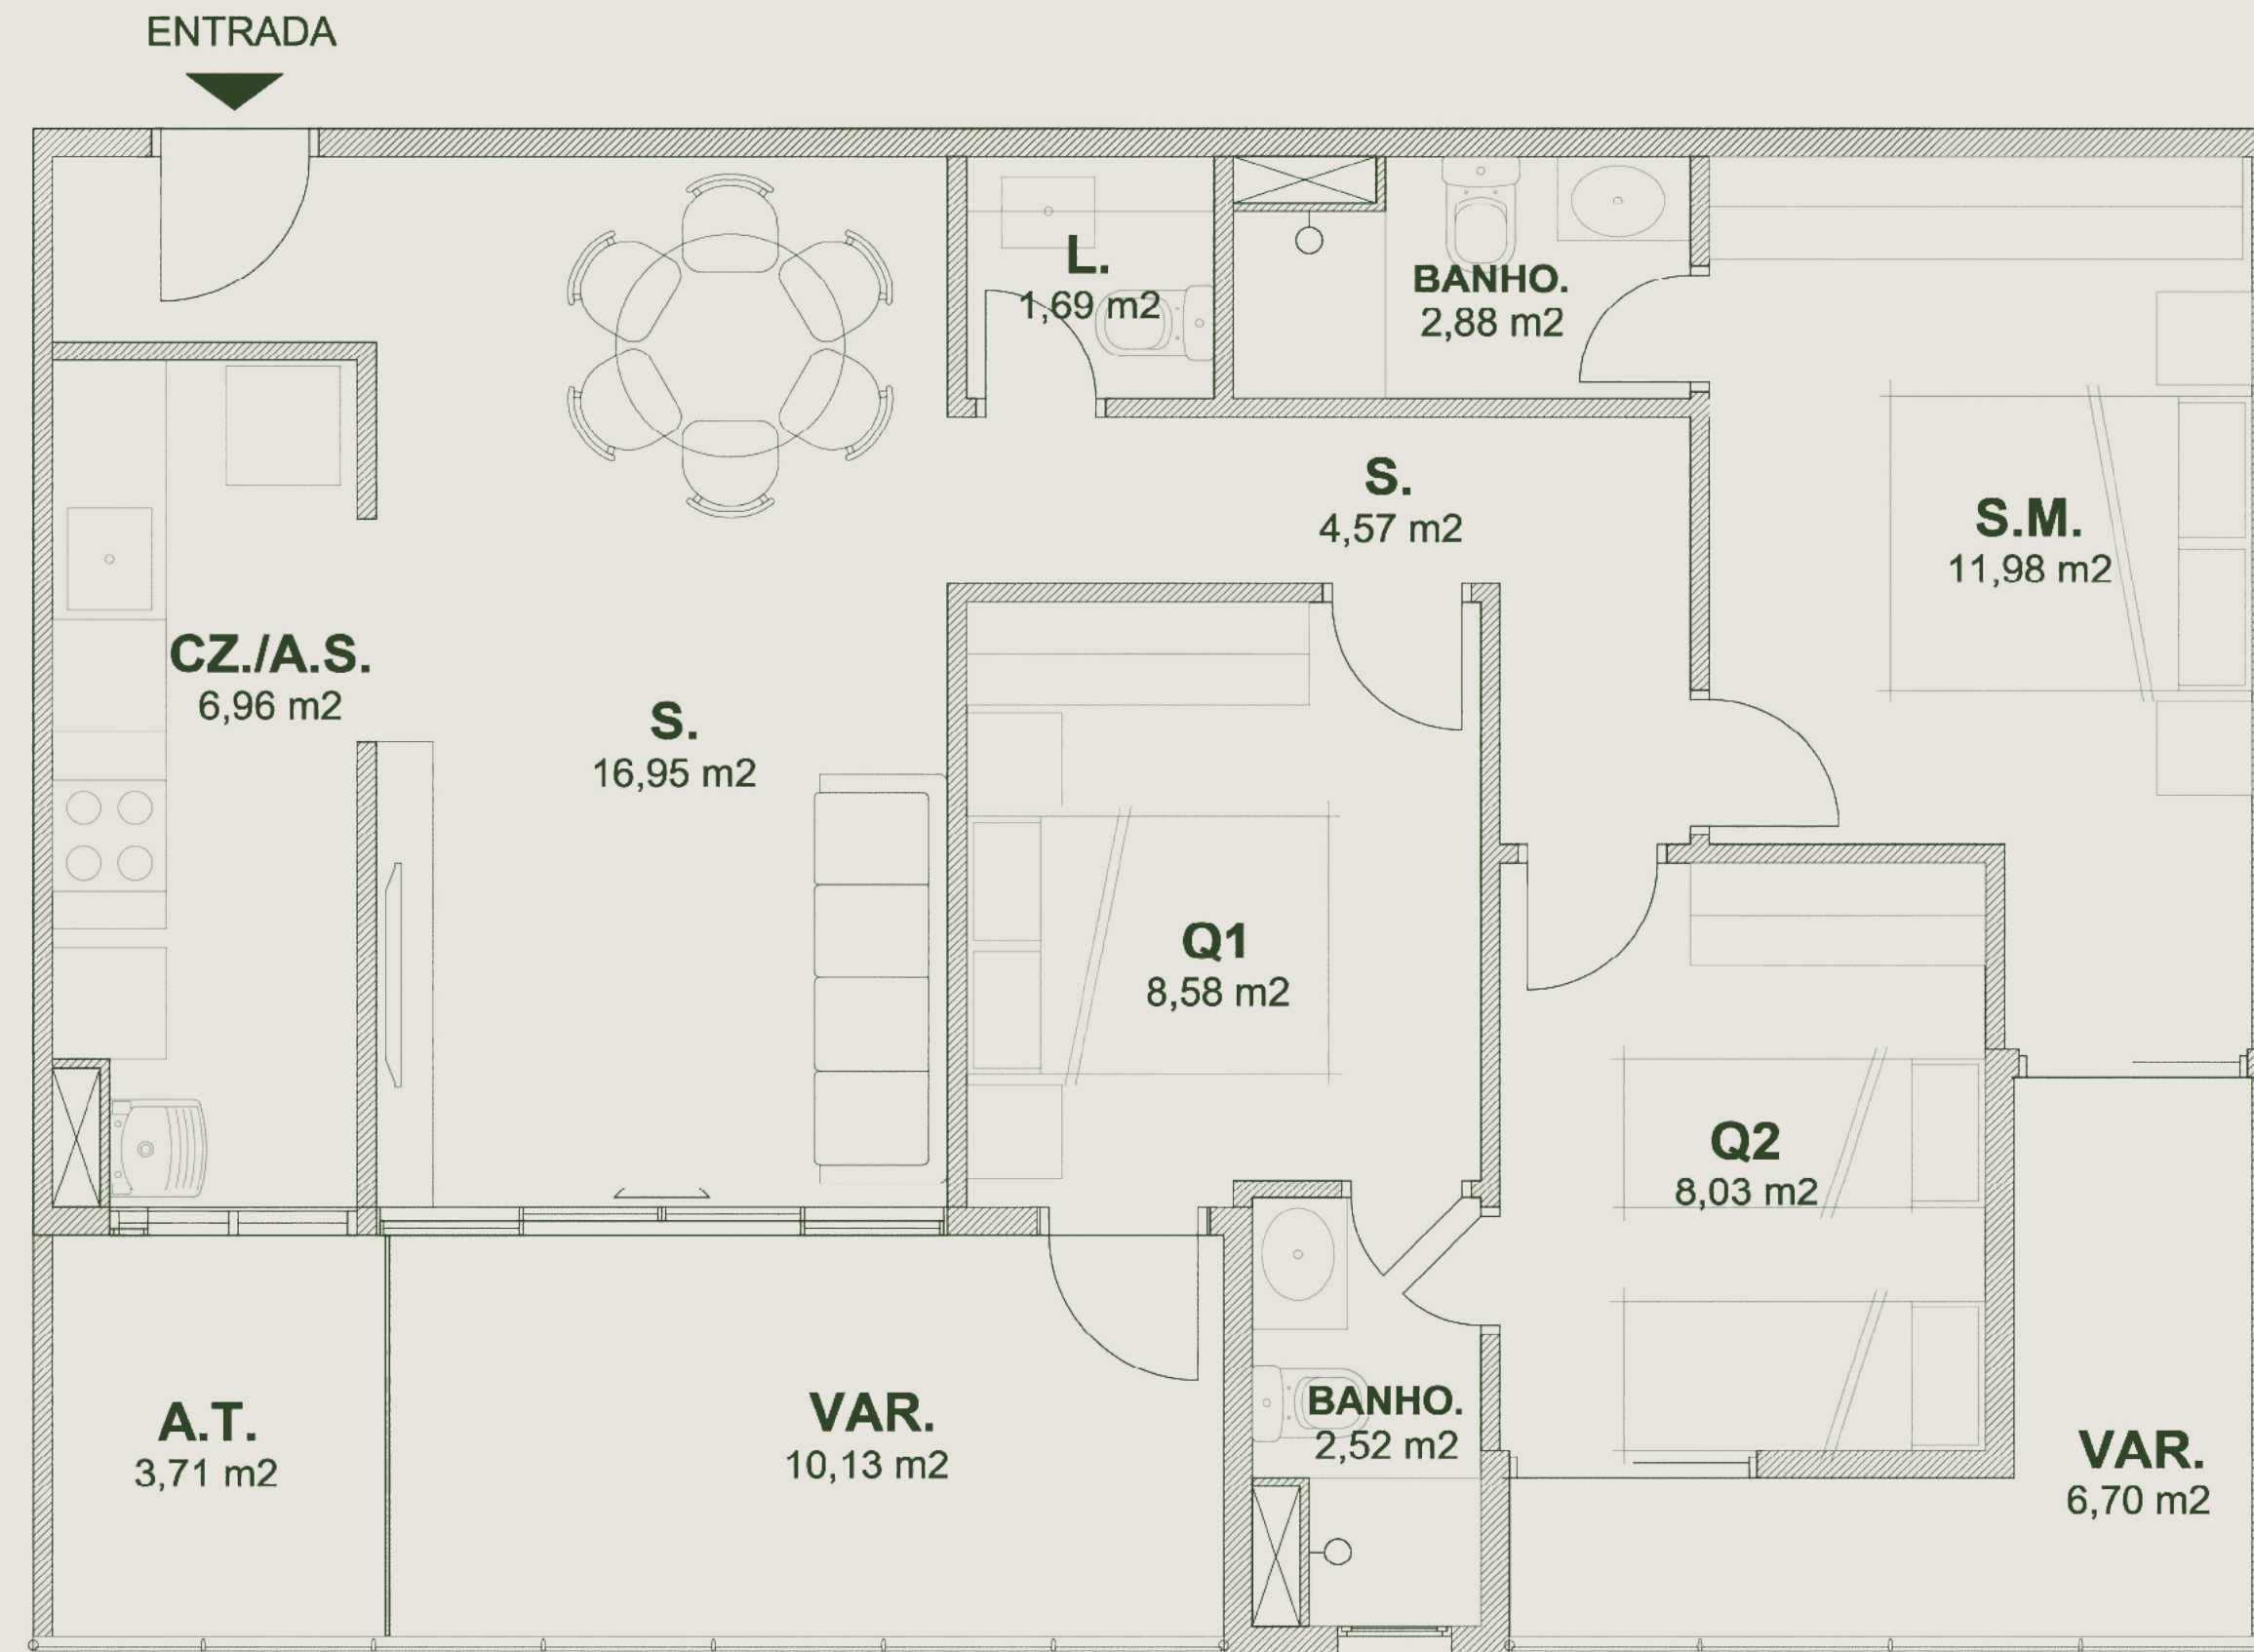 ENTRADA
L.
1,69 m2
BANHO.
2,88 m2
S.
4,57 m2
S.M.
11,98 m2
CZ./A.S.
6,96 m2
S.
16,95 m2
Q1
8,58 m2
Q2
8,03 m2
A.T.
3,71 m2
VAR.
10,13 m2
BANHO.
2,52 m2
VAR.
6,70 m2